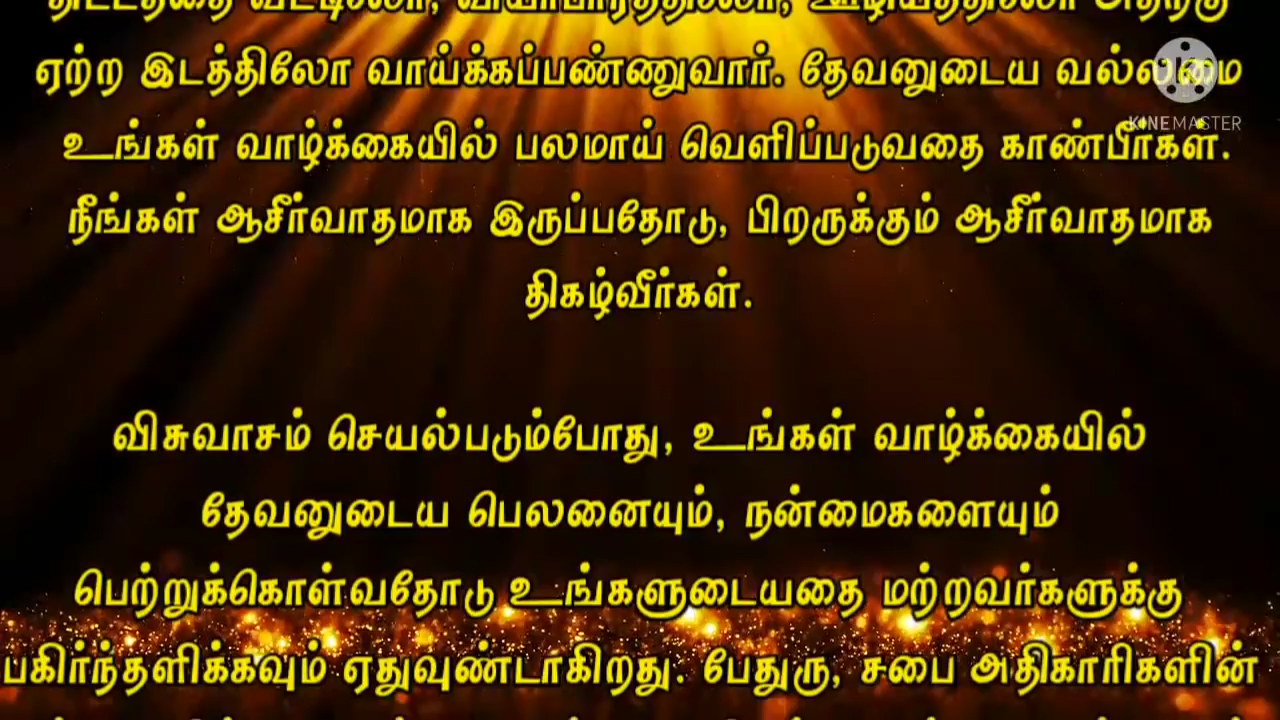 ஏற்ற இடத்திலோ வாய்க்கப்பண்ணுவார். தேவனுடைய வல்லமை
KINEMASTER
உங்கள் வாழ்க்கையில் பலமாய் வெளிப்படுவதை காண்பீர்கள்.
நீங்கள் ஆசீர்வாதமாக இருப்பதோடு, பிறருக்கும் ஆசீர்வாதமாக
திகழ்வீர்கள்.
விசுவாசம் செயல்படும்போது, உங்கள் வாழ்க்கையில்
தேவனுடைய பெலனையும், நன்மைகளையும்
பெற்றுக்கொள்வதோடு உங்களுடையதை மற்றவர்களுக்கு
பகிர்ந்தளிக்கவும் ஏதுவுண்டாகிறது. பேதுரு, சபை அதிகாரிகளின்